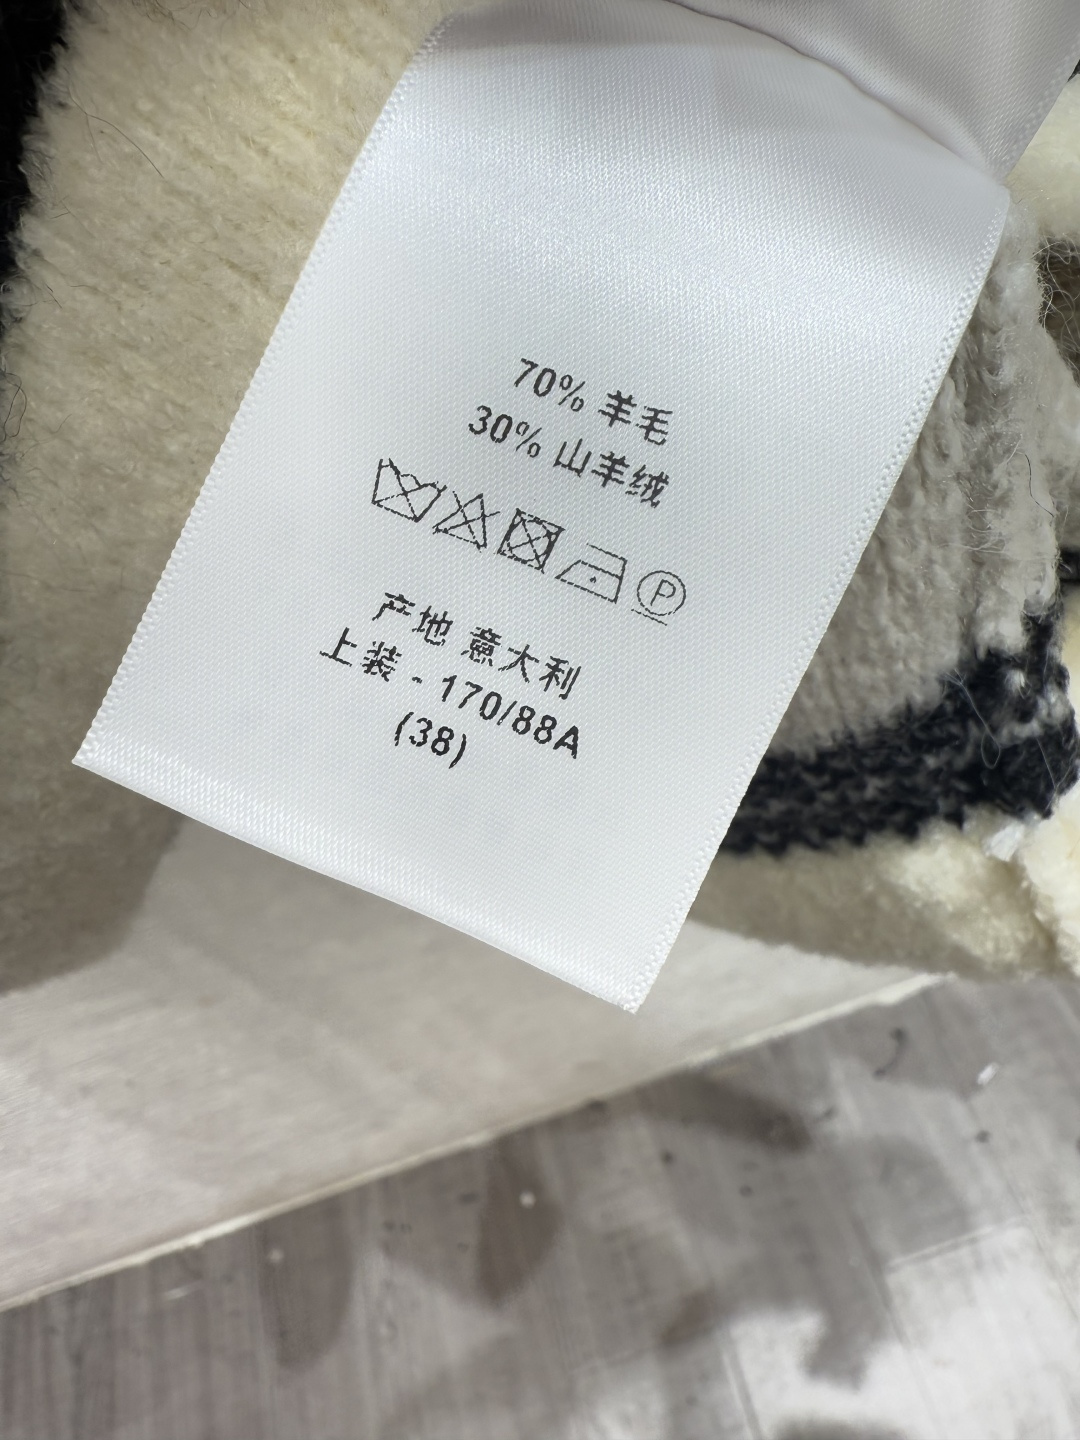 70% 羊毛
30% 山羊绒
P
产地 意大利
上装 - 170/88A
(38)